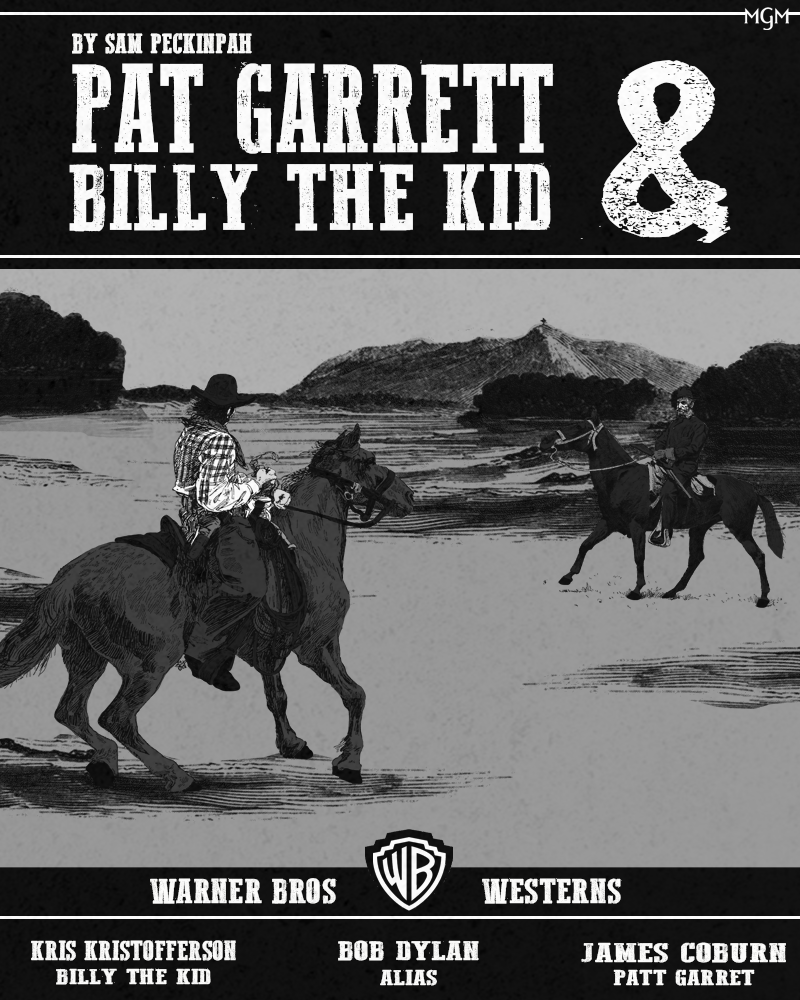 MGM
BY SAM PECKINPAH
PAT GARRETT
&
BILLY THE KID
WB
WARNER BROS WESTERNS
KRIS KRISTOFFERSON BOB DYLAN JAMES COBURN
BILLY THE KID ALIAS PATT GARRET